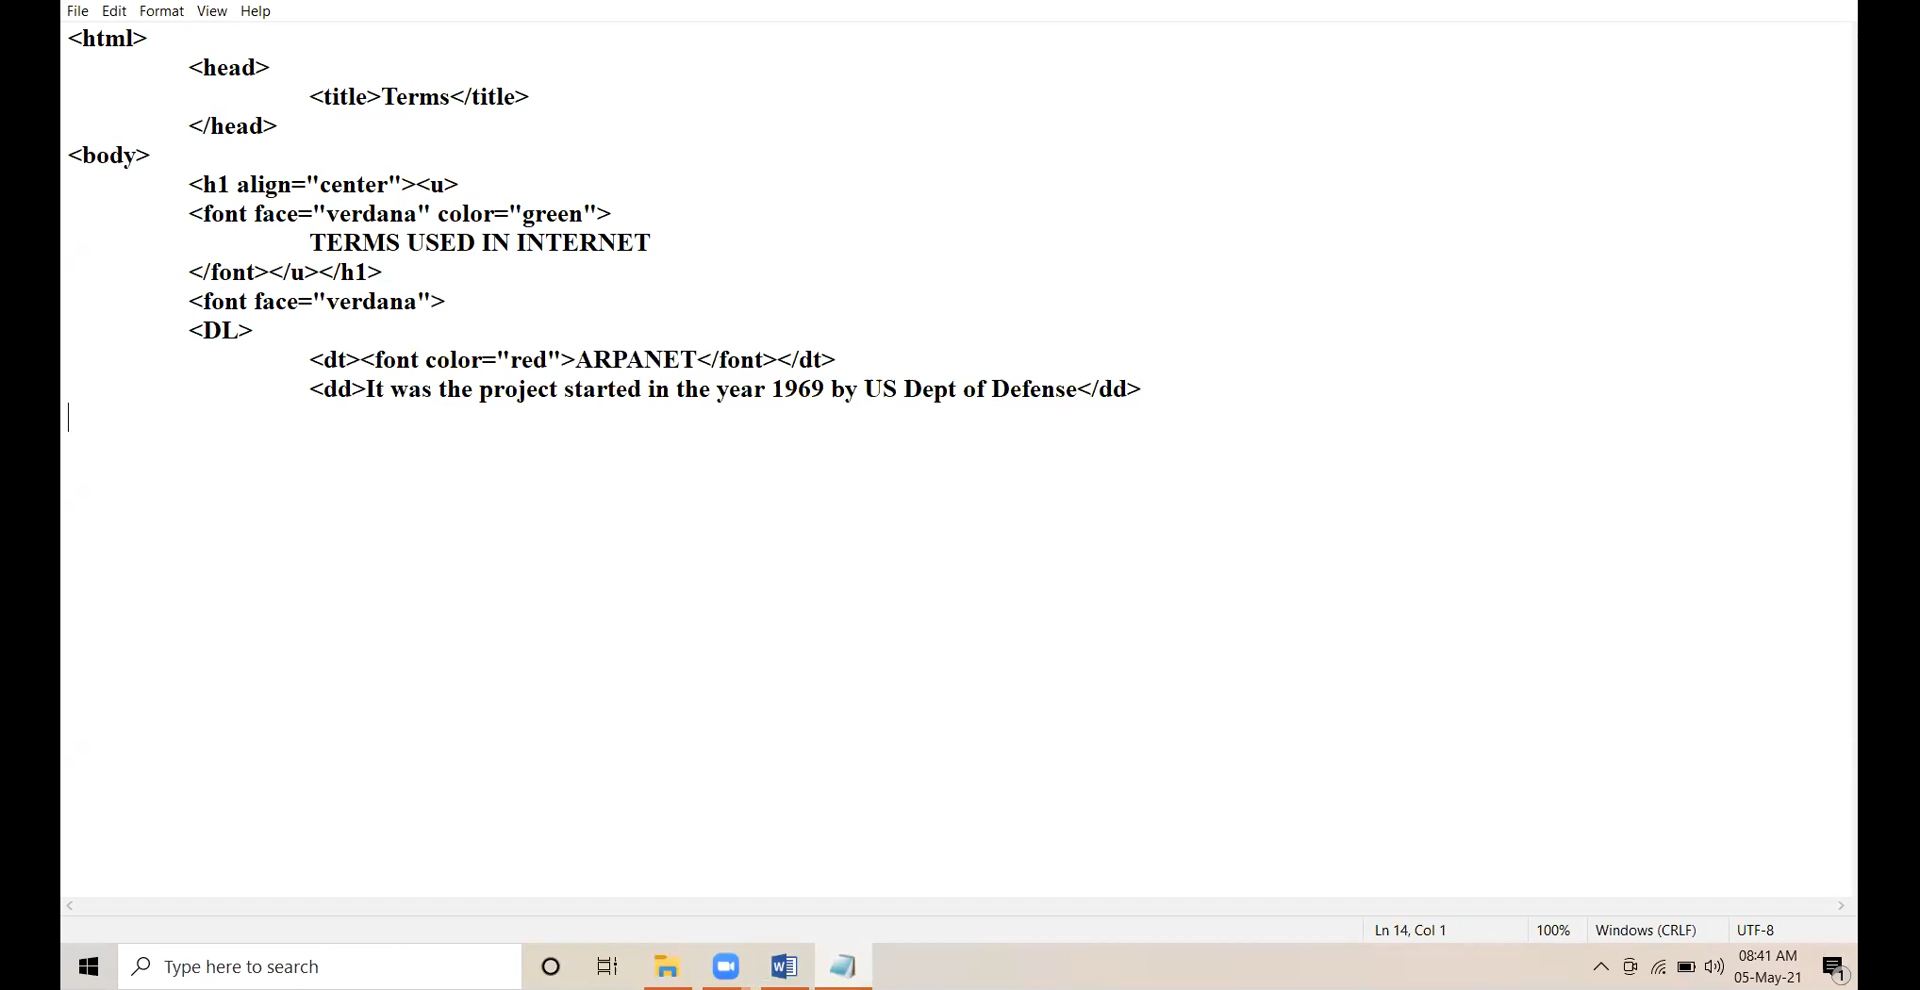 File Edit Format View Help
<html>
<head>
<title>Terms</title>
</head>
<body>
<h1 align="center"><u>
<font face="verdana" color="green">
TERMS USED IN INTERNET
</font></u></h1>
<font face="verdana">
<DL>
<dt><font color="red">ARPANET</font></dt>
<dd>It was the project started in the year 1969 by US Dept of Defense</dd>
Ln 14, Col 1 100% Windows (CRLF) UTF-8
Type here to search
08:41 AM
05-May-21
1